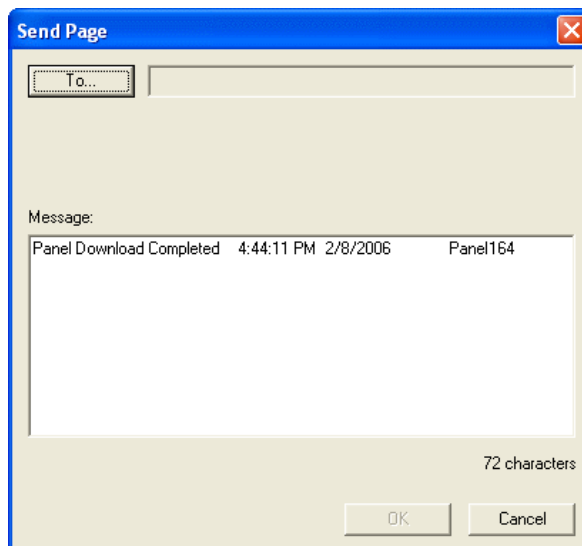 Send Page
To...
Message:
Panel Download Completed 4:44:11 PM 2/8/2006 Panel164
72 characters
OK Cancel